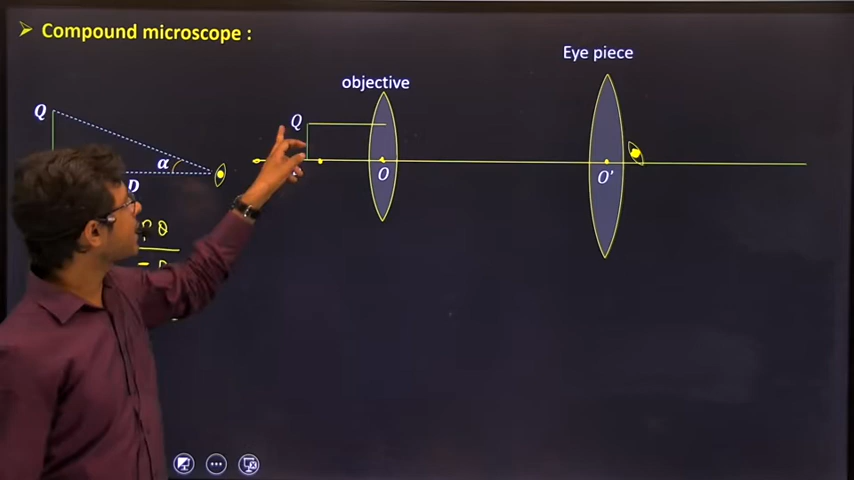 ➤ Compound microscope :
Eye piece
objective
Q
Q
α
D
O
O'